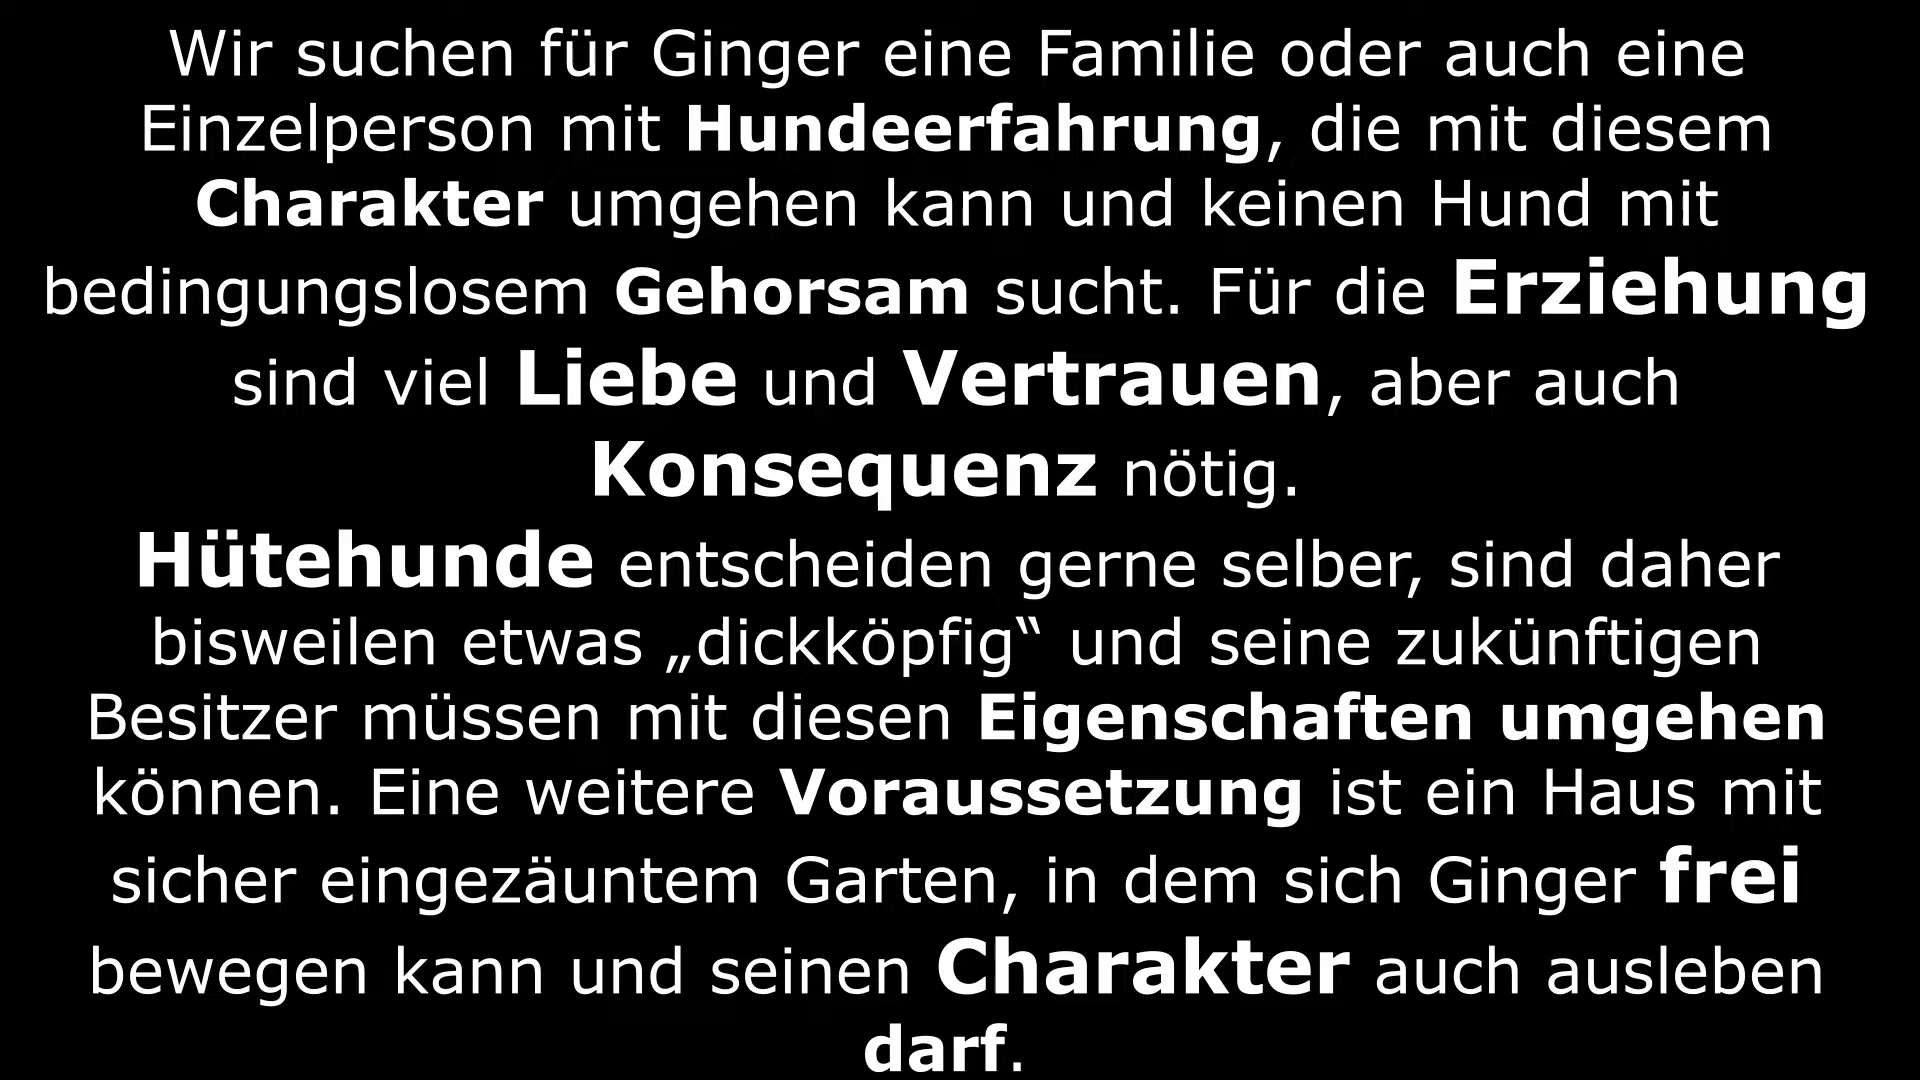 Wir suchen für Ginger eine Familie oder auch eine
Einzelperson mit Hundeerfahrung, die mit diesem
Charakter umgehen kann und keinen Hund mit
bedingungslosem Gehorsam sucht. Für die Erziehung
sind viel Liebe und Vertrauen, aber auch
Konsequenz nötig.
Hütehunde entscheiden gerne selber, sind daher
bisweilen etwas „dickköpfig“ und seine zukünftigen
Besitzer müssen mit diesen Eigenschaften umgehen
können. Eine weitere Voraussetzung ist ein Haus mit
sicher eingezäuntem Garten, in dem sich Ginger frei
bewegen kann und seinen Charakter auch ausleben
darf.